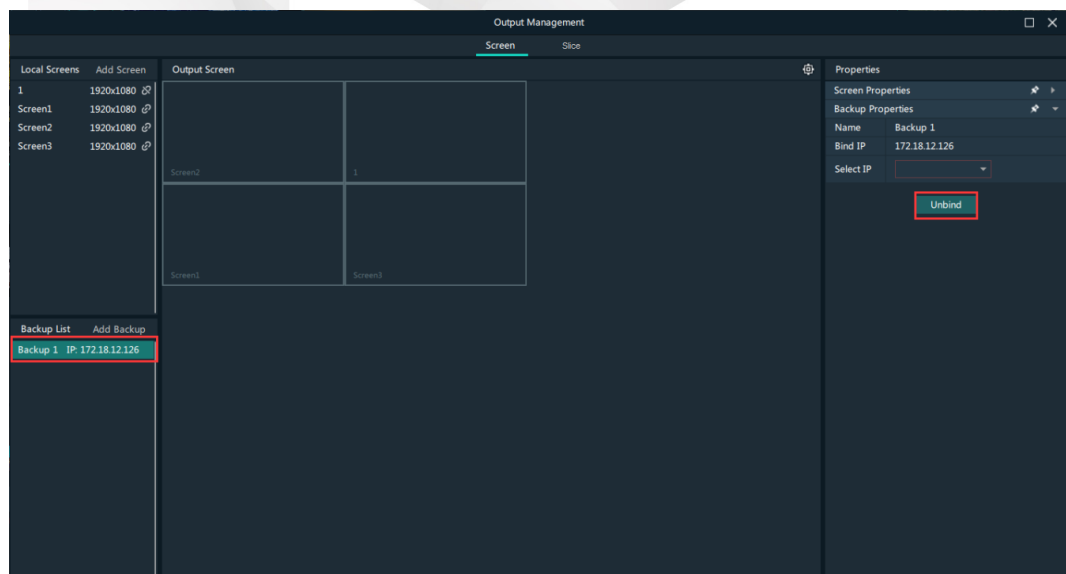 Output Management
Screen Slice
Local Screens Add Screen
1 1920x1080
Screen1 1920x1080
Screen2 1920x1080
Screen3 1920x1080
Backup List Add Backup
Backup 1 IP: 172.18.12.126
Output Screen
Screen2 1
Screen1 Screen3
Properties
Screen Properties
Backup Properties
Name Backup 1
Bind IP 172.18.12.126
Select IP
Unbind